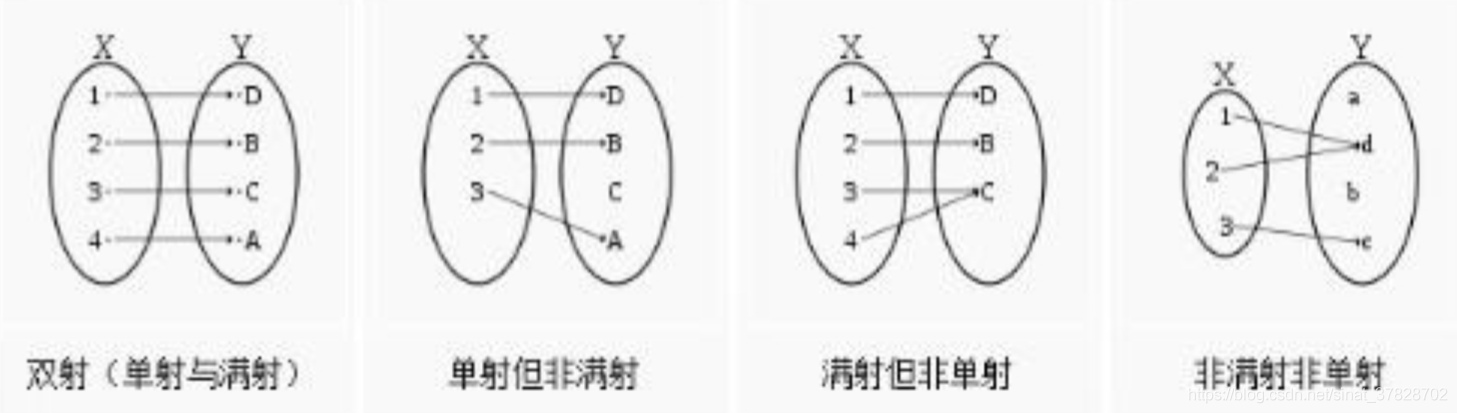 X Y
1 D
2 B
3 C
4 A
双射（单射与满射）
X Y
1 D
2 B
3 C
A
单射但非满射
X Y
1 D
2 B
3 C
4
满射但非单射
X Y
1 a
2 d
3 b
c
非满射非单射
https://blog.csdn.net/sinat_37828702